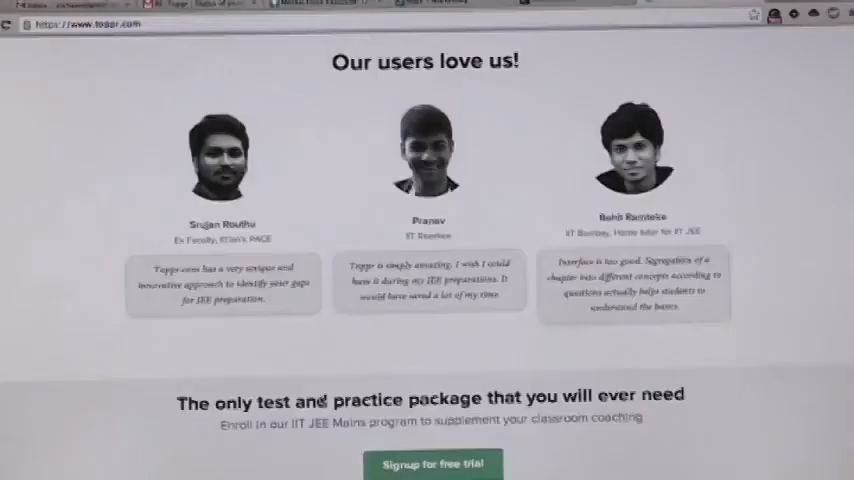 https://www.toppr.com
Our users love us!
Srujan Routhu
Pranav
Rohit Ramteke
Ex Faculty, IITian's PACE
IIT Roorkee
IIT Bombay, Home tutor for IIT JEE
Toppr.com has a very unique and
innovative approach to identify your gaps
for JEE preparation.
Toppr is simply amazing. I wish I could
have it during my JEE preparations. It
would have saved a lot of my time.
Interface is too good. Segregation of a
chapter into different concepts according to
questions actually helps students to
understand the basics.
The only test and practice package that you will ever need
Enroll in our IIT JEE Mains program to supplement your classroom coaching
Signup for free trial